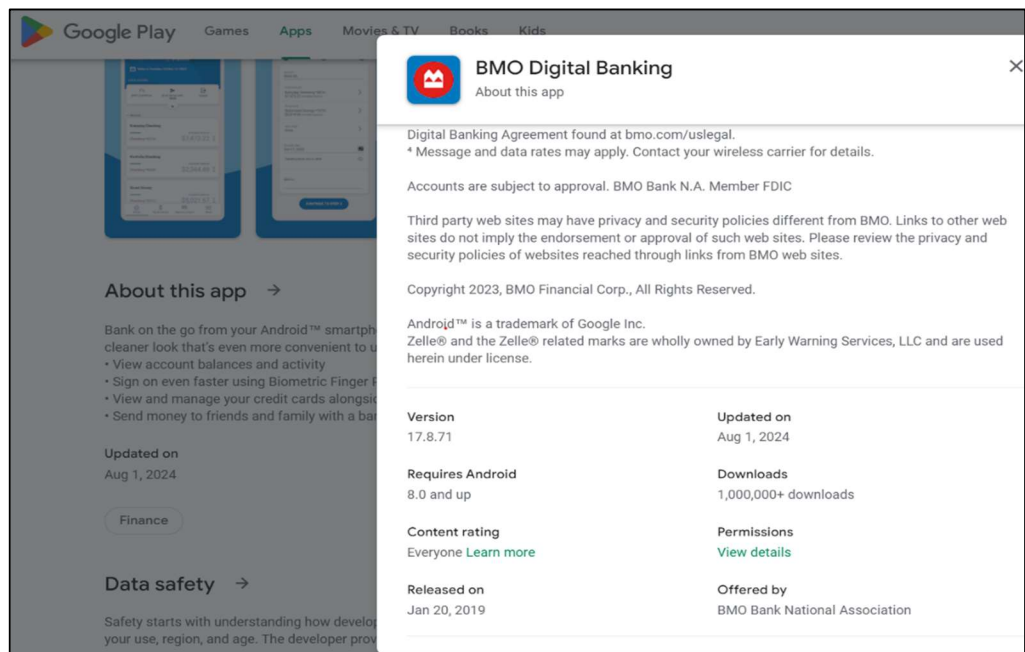 Google Play Games Apps Movies & TV Books Kids
BMO Digital Banking
About this app
Digital Banking Agreement found at bmo.com/uslegal.
⁴ Message and data rates may apply. Contact your wireless carrier for details.
Accounts are subject to approval. BMO Bank N.A. Member FDIC
Third party web sites may have privacy and security policies different from BMO. Links to other web
sites do not imply the endorsement or approval of such web sites. Please review the privacy and
security policies of websites reached through links from BMO web sites.
Copyright 2023, BMO Financial Corp., All Rights Reserved.
Android™ is a trademark of Google Inc.
Zelle® and the Zelle® related marks are wholly owned by Early Warning Services, LLC and are used
herein under license.
Version
17.8.71
Updated on
Aug 1, 2024
Requires Android
8.0 and up
Downloads
1,000,000+ downloads
Content rating
Everyone Learn more
Permissions
View details
Released on
Jan 20, 2019
Offered by
BMO Bank National Association
About this app →
Bank on the go from your Android™ smartph
cleaner look that's even more convenient to u
• View account balances and activity
• Sign on even faster using Biometric Finger
• View and manage your credit cards alongsid
• Send money to friends and family with a ba
Updated on
Aug 1, 2024
Finance
Data safety →
Safety starts with understanding how develop
your use, region, and age. The developer prov